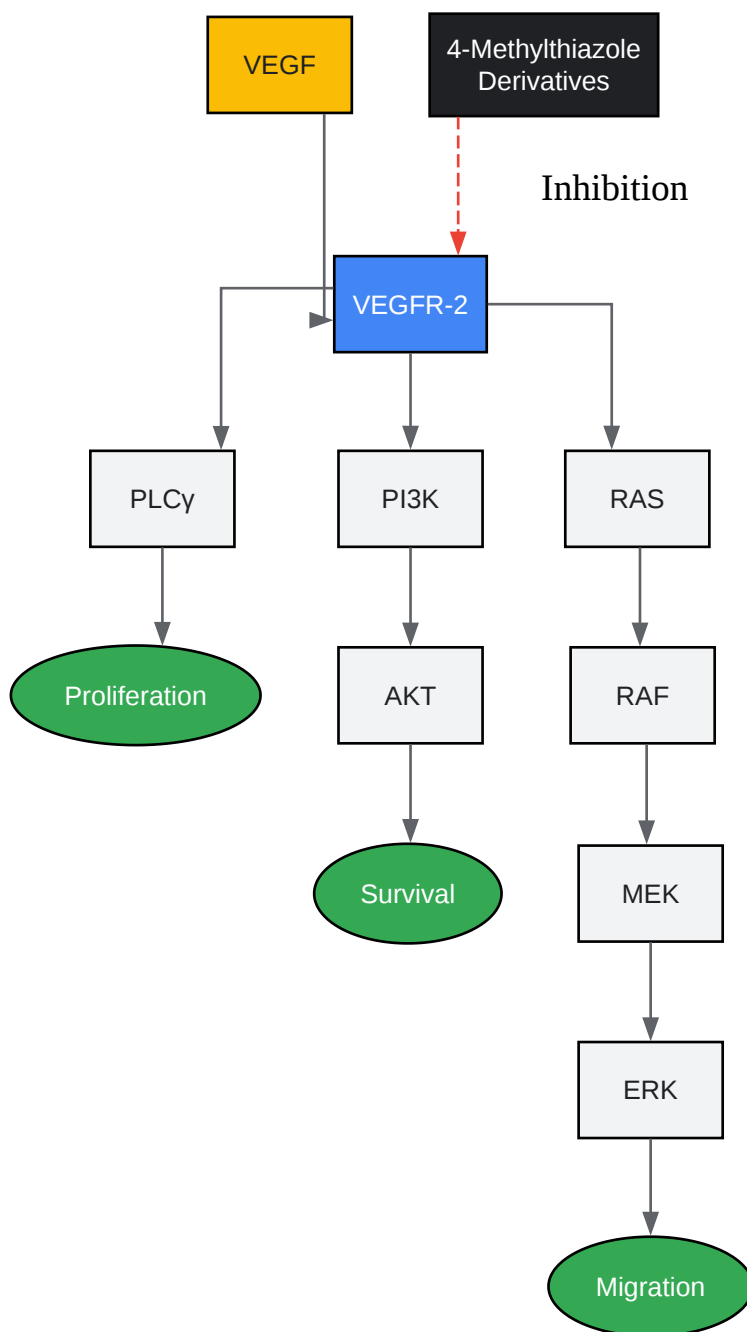 VEGF
4-Methylthiazole
Derivatives
Inhibition
VEGFR-2
PLCγ
PI3K
RAS
Proliferation
AKT
RAF
Survival
MEK
ERK
Migration